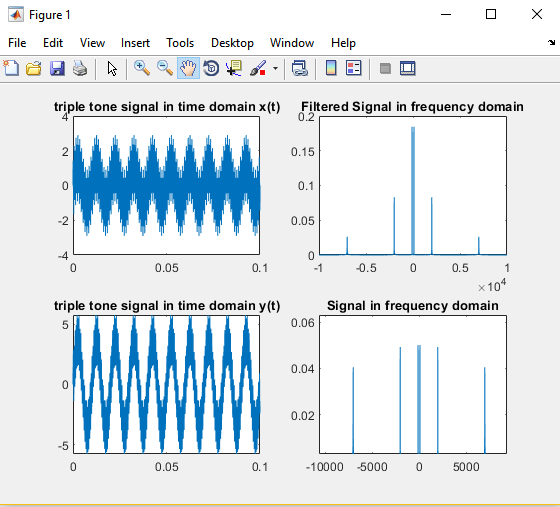 Figure 1
File Edit View Insert Tools Desktop Window Help
triple tone signal in time domain x(t)
4
2
0
-2
-4
0 0.05 0.1
Filtered Signal in frequency domain
0.2
0.15
0.1
0.05
0
-1 -0.5 0 0.5 1
×10⁴
triple tone signal in time domain y(t)
5
0
-5
0 0.05 0.1
Signal in frequency domain
0.06
0.04
0.02
-10000 -5000 0 5000